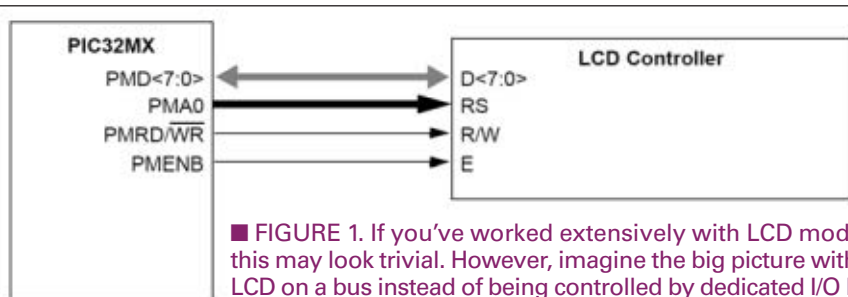 PIC32MX
LCD Controller
PMD<7:0>
D<7:0>
PMA0
RS
PMRD/WR
R/W
PMENB
E
■ FIGURE 1. If you've worked extensively with LCD mod
this may look trivial. However, imagine the big picture with
LCD on a bus instead of being controlled by dedicated I/O